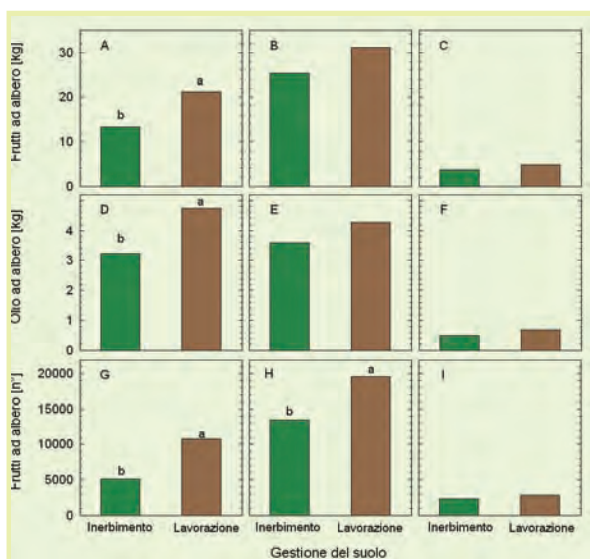 Frutti ad albero [kg]
30
20
10
0
A
b
a
B
C
Olio ad albero [kg]
4
3
2
1
0
D
b
a
E
F
Frutti ad albero [n°]
20000
15000
10000
5000
0
G
b
a
H
b
a
I
Inerbimento Lavorazione Inerbimento Lavorazione Inerbimento Lavorazione
Gestione del suolo